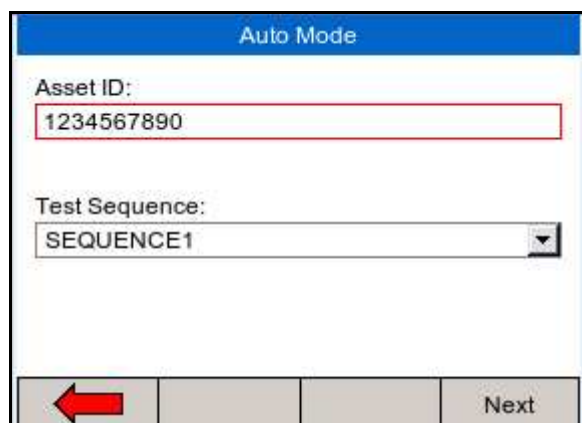 Auto Mode
Asset ID:
1234567890
Test Sequence:
SEQUENCE1
Next